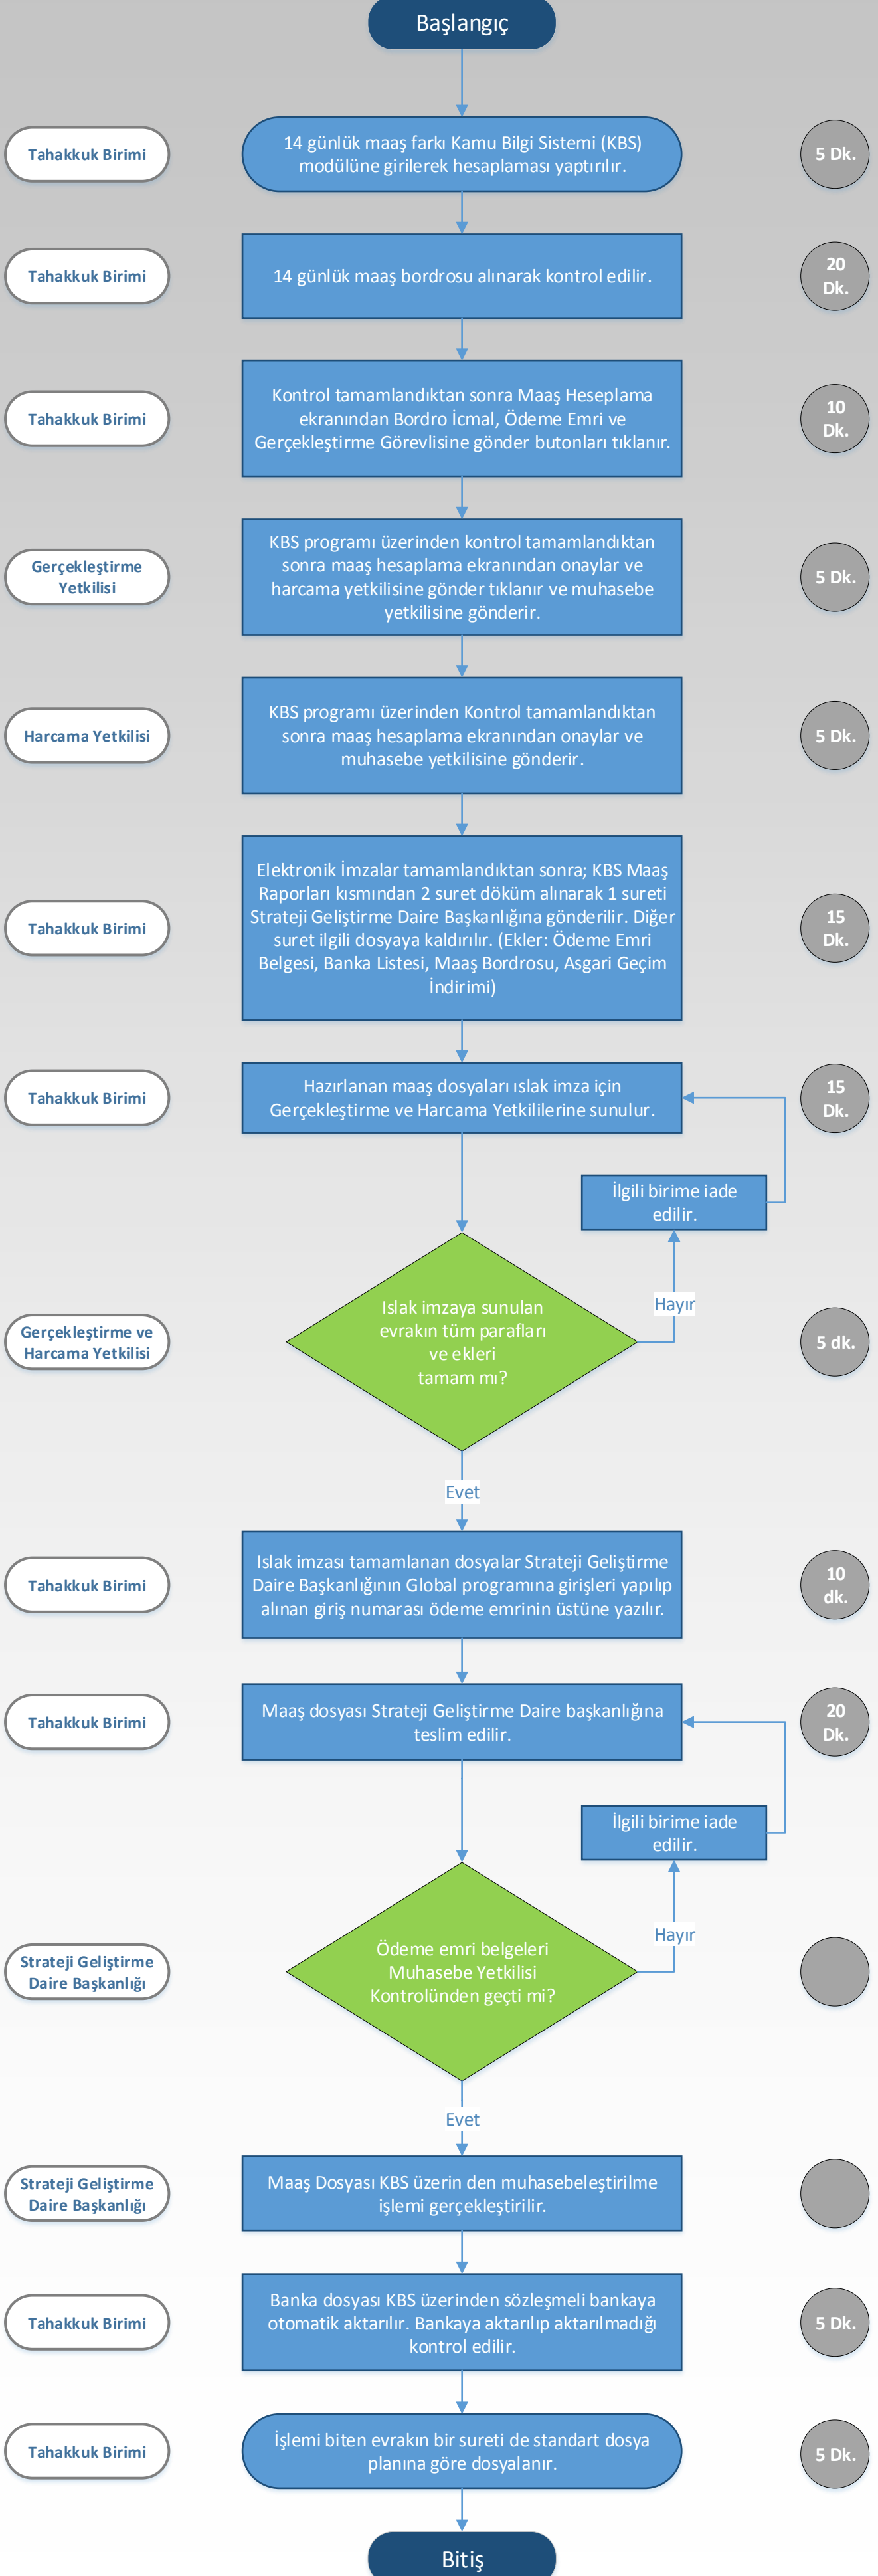 Başlangıç
Tahakkuk Birimi
14 günlük maaş farkı Kamu Bilgi Sistemi (KBS)
modülüne girilerek hesaplaması yaptırılır.
5 Dk.
Tahakkuk Birimi
14 günlük maaş bordrosu alınarak kontrol edilir.
20
Dk.
Tahakkuk Birimi
Kontrol tamamlandıktan sonra Maaş Heseplama
ekranından Bordro İcmal, Ödeme Emri ve
Gerçekleştirme Görevlisine gönder butonları tıklanır.
10
Dk.
Gerçekleştirme
Yetkilisi
KBS programı üzerinden kontrol tamamlandıktan
sonra maaş hesaplama ekranından onaylar ve
harcama yetkilisine gönder tıklanır ve muhasebe
yetkilisine gönderir.
5 Dk.
Harcama Yetkilisi
KBS programı üzerinden Kontrol tamamlandıktan
sonra maaş hesaplama ekranından onaylar ve
muhasebe yetkilisine gönderir.
5 Dk.
Tahakkuk Birimi
Elektronik İmzalar tamamlandıktan sonra; KBS Maaş
Raporları kısmından 2 suret döküm alınarak 1 sureti
Strateji Geliştirme Daire Başkanlığına gönderilir. Diğer
suret ilgili dosyaya kaldırılır. (Ekler: Ödeme Emri
Belgesi, Banka Listesi, Maaş Bordrosu, Asgari Geçim
İndirimi)
15
Dk.
Tahakkuk Birimi
Hazırlanan maaş dosyaları ıslak imza için
Gerçekleştirme ve Harcama Yetkililerine sunulur.
15
Dk.
İlgili birime iade
edilir.
Hayır
Gerçekleştirme ve
Harcama Yetkilisi
Islak imzaya sunulan
evrakın tüm parafları
ve ekleri
tamam mı?
5 dk.
Evet
Tahakkuk Birimi
Islak imzası tamamlanan dosyalar Strateji Geliştirme
Daire Başkanlığının Global programına girişleri yapılıp
alınan giriş numarası ödeme emrinin üstüne yazılır.
10
dk.
Tahakkuk Birimi
Maaş dosyası Strateji Geliştirme Daire başkanlığına
teslim edilir.
20
Dk.
İlgili birime iade
edilir.
Hayır
Strateji Geliştirme
Daire Başkanlığı
Ödeme emri belgeleri
Muhasebe Yetkilisi
Kontrolünden geçti mi?
Evet
Strateji Geliştirme
Daire Başkanlığı
Maaş Dosyası KBS üzerin den muhasebeleştirilme
işlemi gerçekleştirilir.
Tahakkuk Birimi
Banka dosyası KBS üzerinden sözleşmeli bankaya
otomatik aktarılır. Bankaya aktarılıp aktarılmadığı
kontrol edilir.
5 Dk.
Tahakkuk Birimi
İşlemi biten evrakın bir sureti de standart dosya
planına göre dosyalanır.
5 Dk.
Bitiş